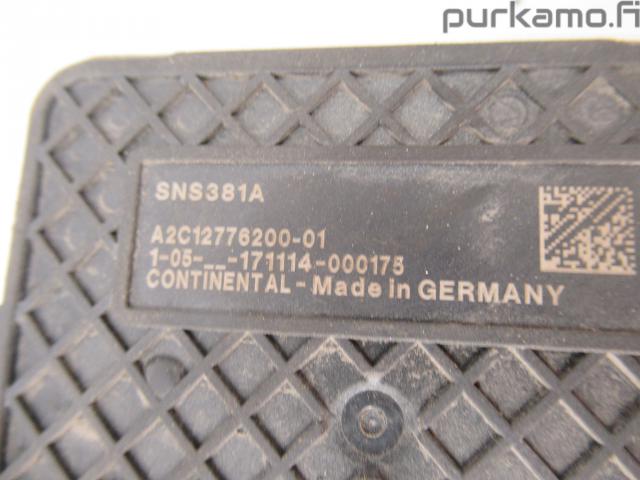 purkamo.fi
SNS381A
A2C12776200-01
1-05-__-171114-000175
CONTINENTAL - Made in GERMANY